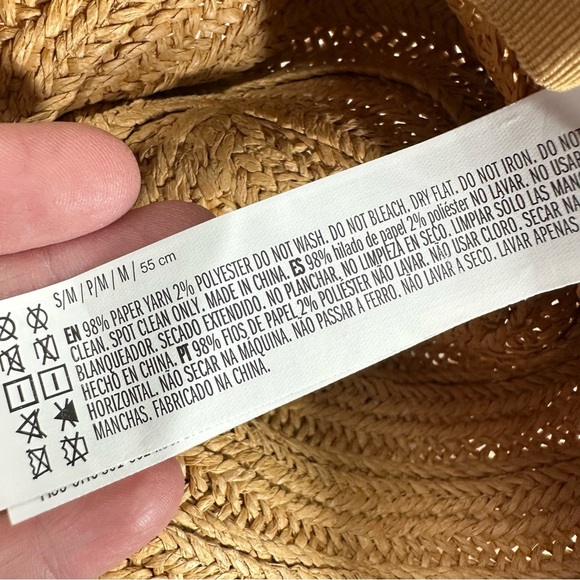 S/M / P/M / M / 55 cm
EN 98% PAPER YARN 2% POLYESTER DO NOT WASH. DO NOT BLEACH. DRY FLAT. DO NOT IRON. DO NOT
CLEAN. SPOT CLEAN ONLY. MADE IN CHINA. ES 98% hilado de papel 2% poliéster NO LAVAR. NO USAR
BLANQUEADOR. SECADO EXTENDIDO. NO PLANCHAR. NO LIMPIEZA EN SECO. LIMPIAR SOLO LAS MAN
HECHO EN CHINA. PT 98% FIOS DE PAPEL 2% POLIÉSTER NÃO LAVAR. NÃO USAR CLORO. SECAR NA
HORIZONTAL. NÃO SECAR NA MAQUINA. NÃO PASSAR A FERRO. NÃO LAVAR A SECO. LAVAR APENAS
MANCHAS. FABRICADO NA CHINA.